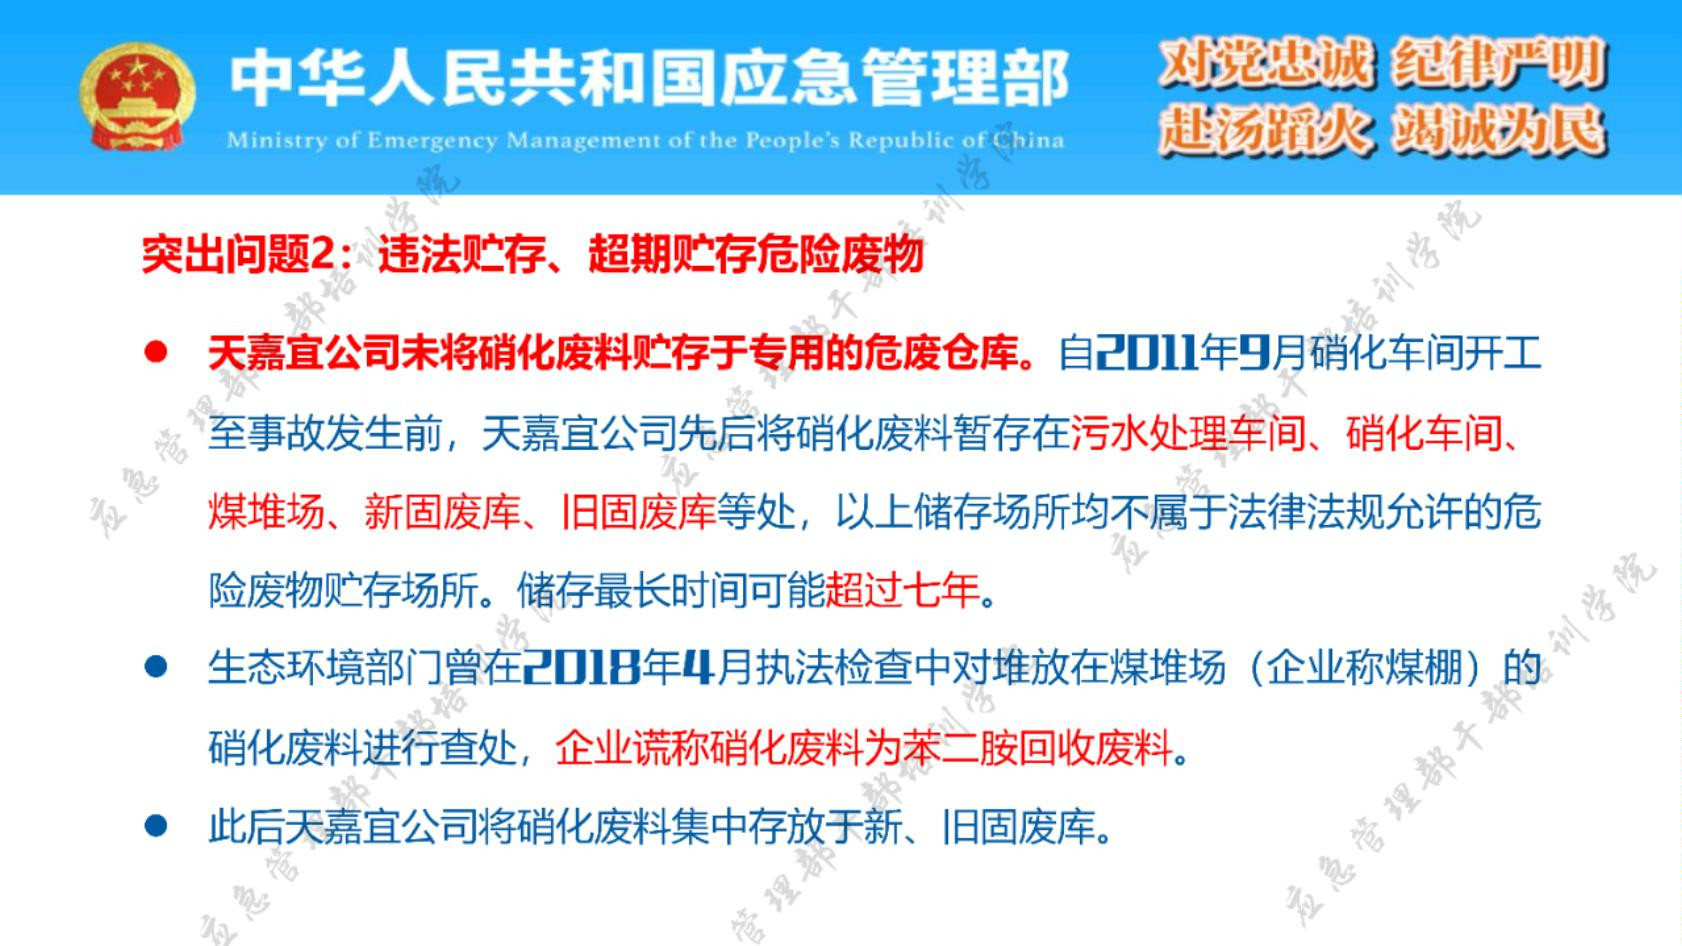 中华人民共和国应急管理部
Ministry of Emergency Management of the People's Republic of China
对党忠诚 纪律严明
赴汤蹈火 竭诚为民
突出问题2：违法贮存、超期贮存危险废物
● 天嘉宜公司未将硝化废料贮存于专用的危废仓库。自2011年9月硝化车间开工
至事故发生前，天嘉宜公司先后将硝化废料暂存在污水处理车间、硝化车间、
煤堆场、新固废库、旧固废库等处，以上储存场所均不属于法律法规允许的危
险废物贮存场所。储存最长时间可能超过七年。
● 生态环境部门曾在2018年4月执法检查中对堆放在煤堆场（企业称煤棚）的
硝化废料进行查处，企业谎称硝化废料为苯二胺回收废料。
● 此后天嘉宜公司将硝化废料集中存放于新、旧固废库。
应急管理部干部培训学院